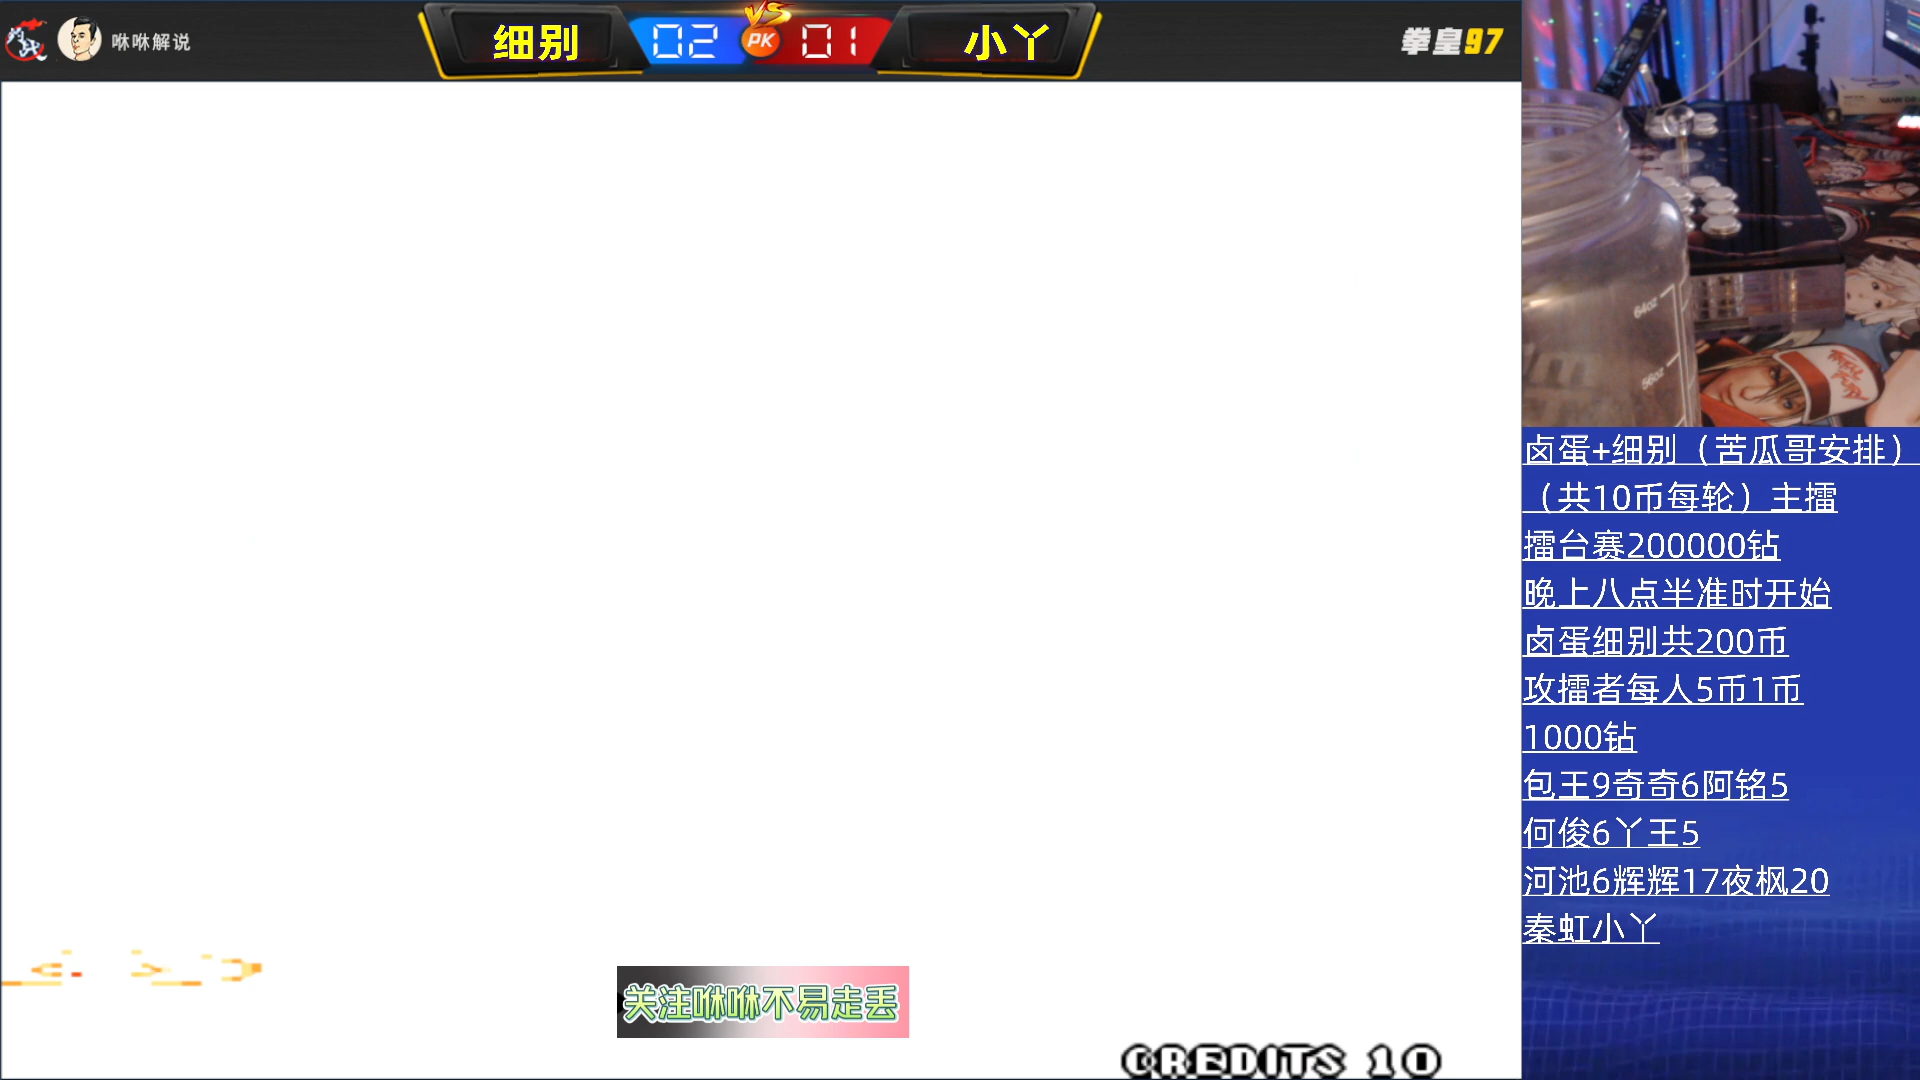 咻咻解说
细别
02
VS
PK
01
小丫
拳皇97
64oz
56oz
卤蛋+细别（苦瓜哥安排）
（共10币每轮）主擂
擂台赛200000钻
晚上八点半准时开始
卤蛋细别共200币
攻擂者每人5币1币
1000钻
包王9奇奇6阿铭5
何俊6丫王5
河池6辉辉17夜枫20
秦虹小丫
关注咻咻不易走丢
CREDITS 10